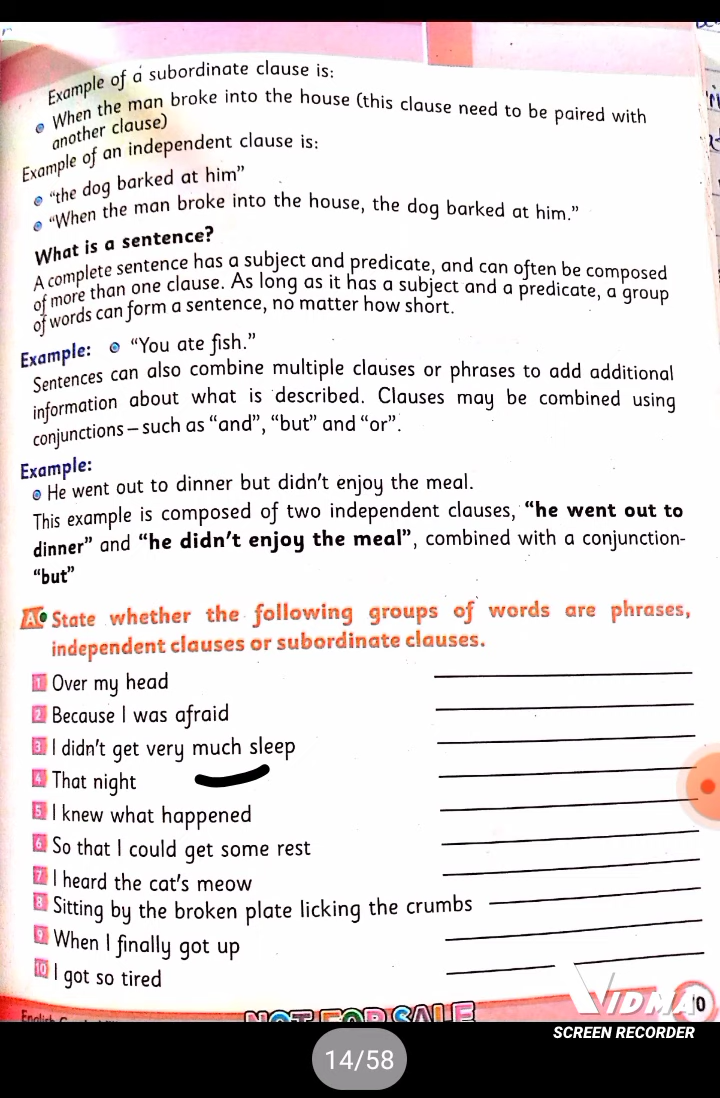 Example of a subordinate clause is:
When the man broke into the house (this clause need to be paired with
another clause)
Example of an independent clause is:
"the dog barked at him"
"When the man broke into the house, the dog barked at him."
What is a sentence?
A complete sentence has a subject and predicate, and can often be composed
of more than one clause. As long as it has a subject and a predicate, a group
of words can form a sentence, no matter how short.
Example: "You ate fish."
Sentences can also combine multiple clauses or phrases to add additional
information about what is described. Clauses may be combined using
conjunctions – such as "and", "but" and "or".
Example:
He went out to dinner but didn't enjoy the meal.
This example is composed of two independent clauses, "he went out to
dinner" and "he didn't enjoy the meal", combined with a conjunction-
"but"
A State whether the following groups of words are phrases,
independent clauses or subordinate clauses.
1 Over my head
2 Because I was afraid
3 I didn't get very much sleep
4 That night
5 I knew what happened
6 So that I could get some rest
7 I heard the cat's meow
8 Sitting by the broken plate licking the crumbs
9 When I finally got up
10 I got so tired
English
NOT FOR SALE
VIDMA
SCREEN RECORDER
14/58